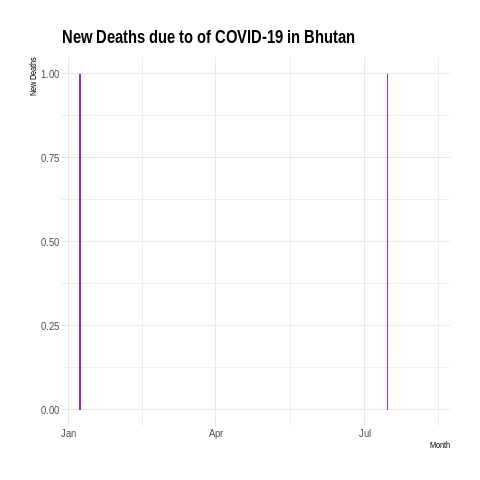 New Deaths due to of COVID-19 in Bhutan
New Deaths
1.00
0.75
0.50
0.25
0.00
Jan
Apr
Jul
Month